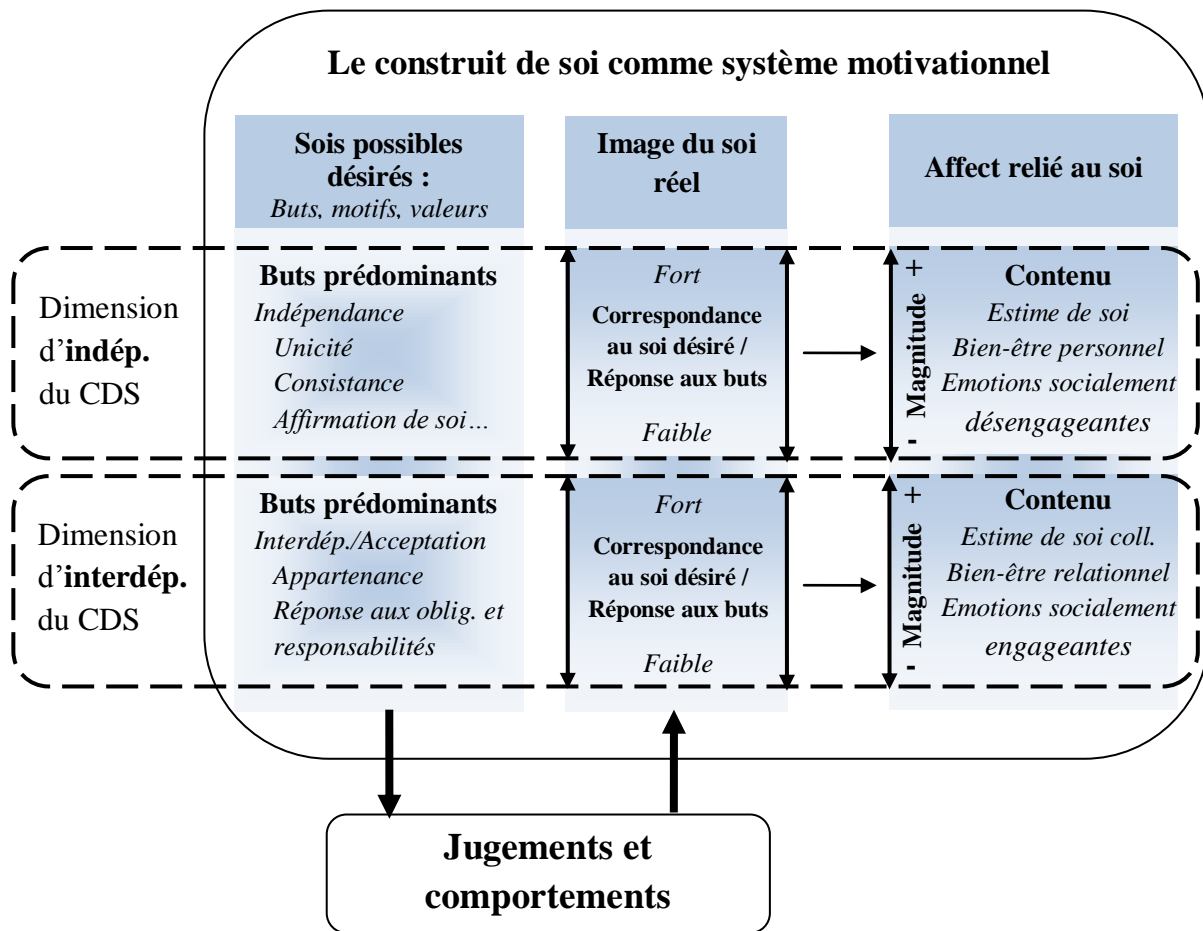 Le construit de soi comme système motivationnel
Sois possibles
désirés :
Buts, motifs, valeurs
Image du soi
réel
Affect relié au soi
Dimension
d'indép.
du CDS
Buts prédominants
Indépendance
Unicité
Consistance
Affirmation de soi…
Fort
Correspondance
au soi désiré /
Réponse aux buts
Faible
- Magnitude +
Contenu
Estime de soi
Bien-être personnel
Emotions socialement
désengageantes
Dimension
d'interdép.
du CDS
Buts prédominants
Interdép./Acceptation
Appartenance
Réponse aux oblig. et
responsabilités
Fort
Correspondance
au soi désiré /
Réponse aux buts
Faible
- Magnitude +
Contenu
Estime de soi coll.
Bien-être relationnel
Emotions socialement
engageantes
Jugements et
comportements